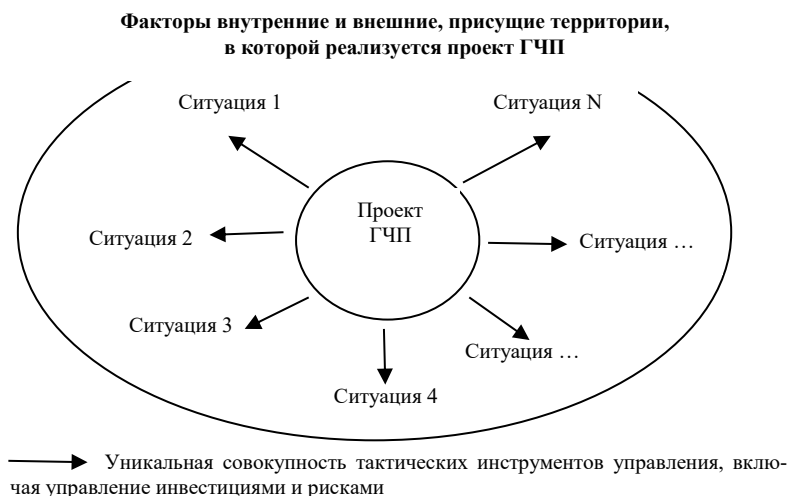 Факторы внутренние и внешние, присущие территории,
в которой реализуется проект ГЧП
Ситуация 1
Ситуация N
Проект
ГЧП
Ситуация 2
Ситуация …
Ситуация 3
Ситуация …
Ситуация 4
Уникальная совокупность тактических инструментов управления, вклю-
чая управление инвестициями и рисками